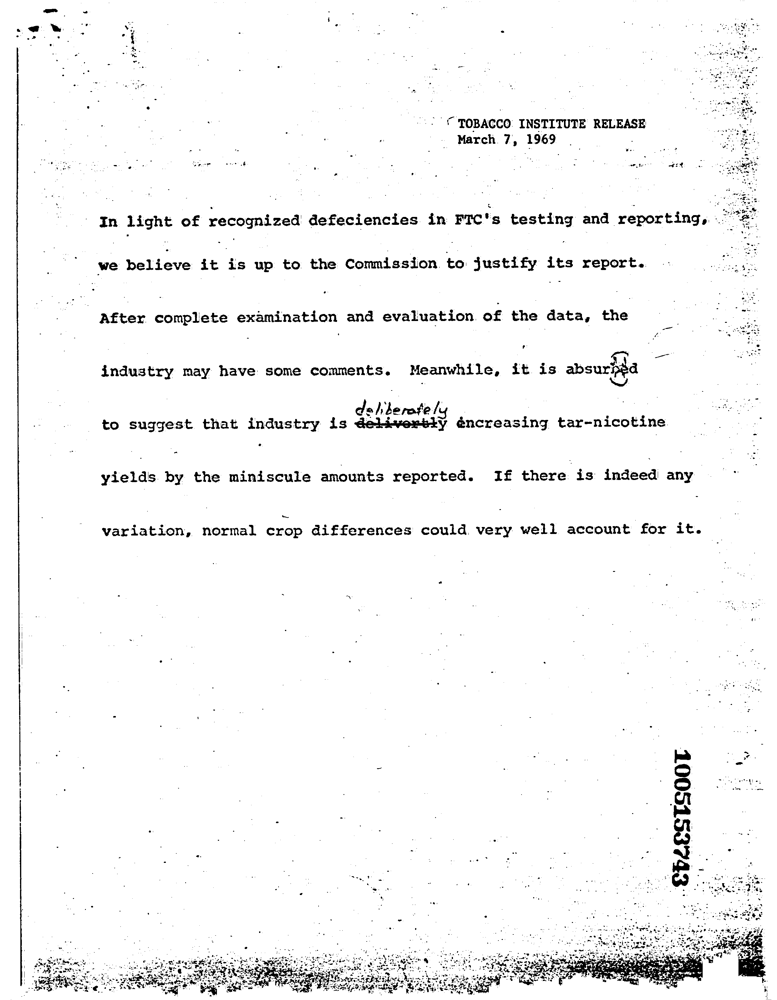 TOBACCO INSTITUTE RELEASE
March 7, 1969
In light of recognized defeciencies in FTC's testing and reporting,
we believe it is up to the Commission to justify its report.
After complete examination and evaluation of the data, the
industry may have some comments. Meanwhile, it is absurd
deliberately
to suggest that industry is delivertly increasing tar-nicotine
yields by the miniscule amounts reported. If there is indeed any
variation, normal crop differences could very well account for it.
1005153743